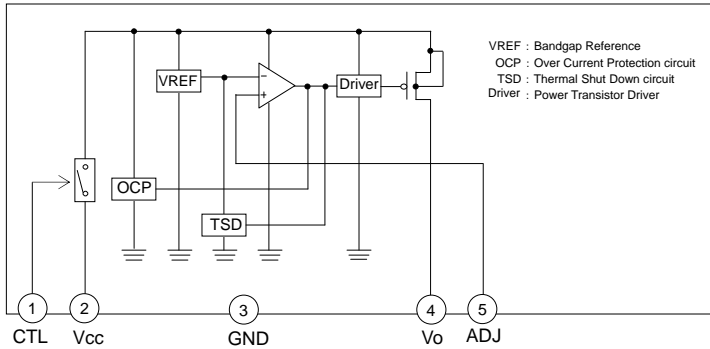 VREF : Bandgap Reference
OCP : Over Current Protection circuit
TSD : Thermal Shut Down circuit
Driver : Power Transistor Driver
VREF
−
+
Driver
OCP
TSD
1
2
3
4
5
CTL
Vcc
GND
Vo
ADJ